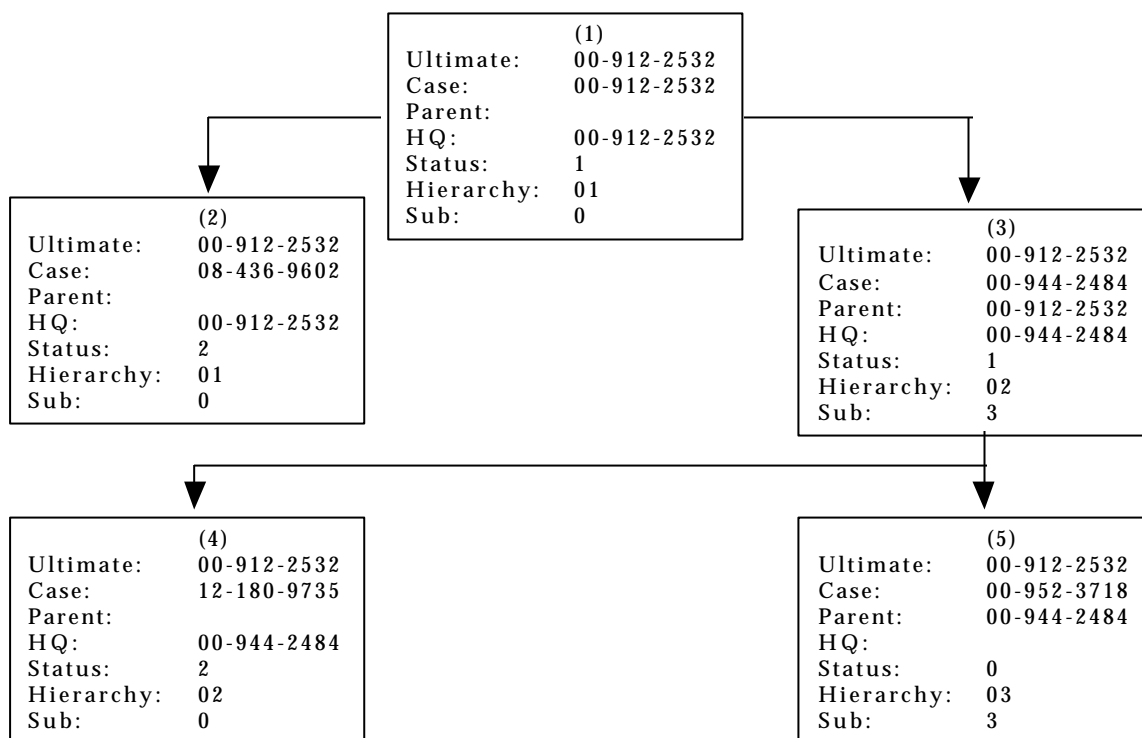 (1)
Ultimate: 00-912-2532
Case: 00-912-2532
Parent:
HQ: 00-912-2532
Status: 1
Hierarchy: 01
Sub: 0
(2)
Ultimate: 00-912-2532
Case: 08-436-9602
Parent:
HQ: 00-912-2532
Status: 2
Hierarchy: 01
Sub: 0
(3)
Ultimate: 00-912-2532
Case: 00-944-2484
Parent: 00-912-2532
HQ: 00-944-2484
Status: 1
Hierarchy: 02
Sub: 3
(4)
Ultimate: 00-912-2532
Case: 12-180-9735
Parent:
HQ: 00-944-2484
Status: 2
Hierarchy: 02
Sub: 0
(5)
Ultimate: 00-912-2532
Case: 00-952-3718
Parent: 00-944-2484
HQ:
Status: 0
Hierarchy: 03
Sub: 3